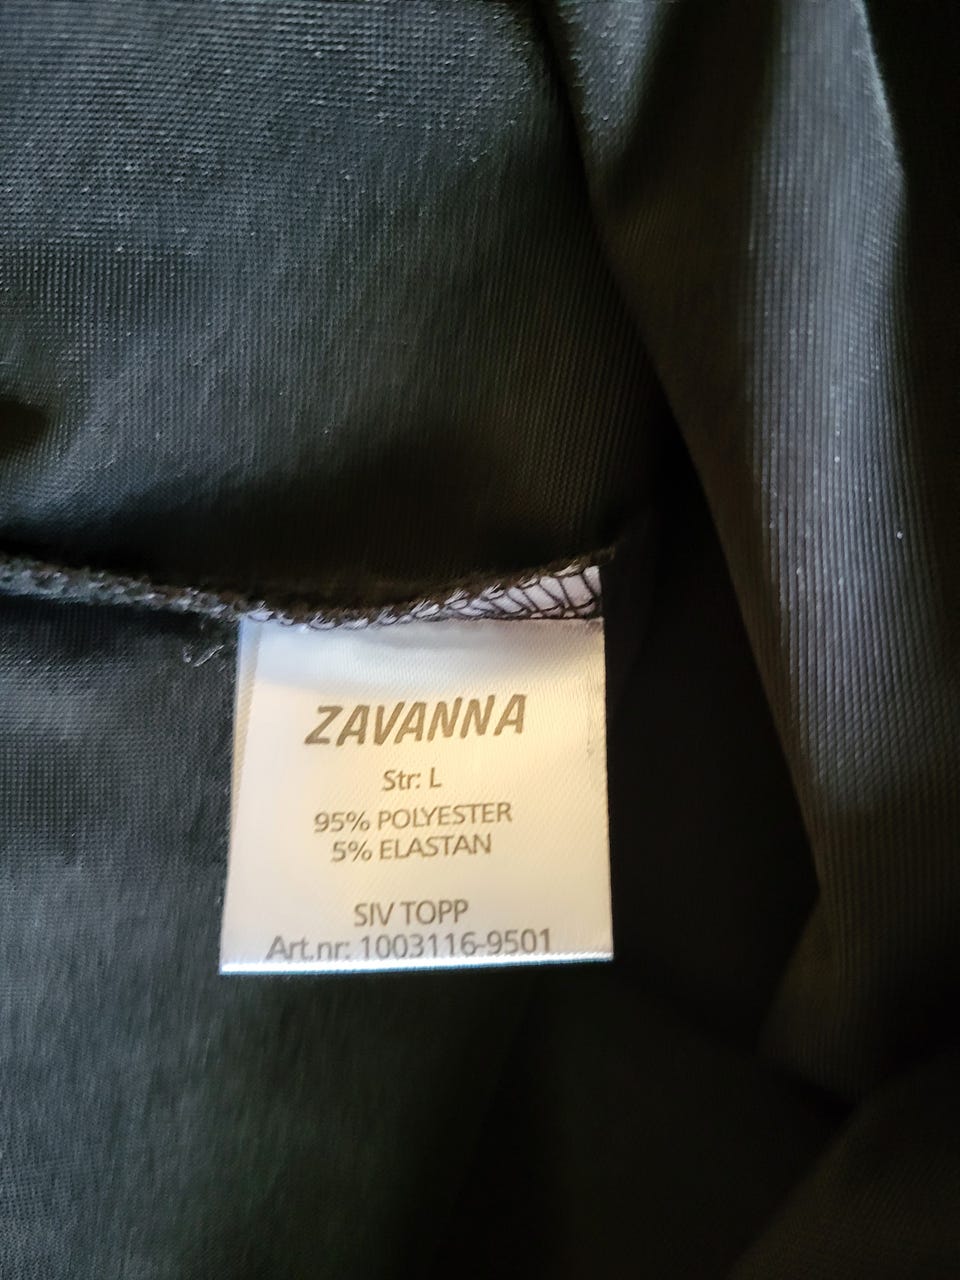 ZAVANNA
Str: L
95% POLYESTER
5% ELASTAN
SIV TOPP
Art.nr: 1003116-9501